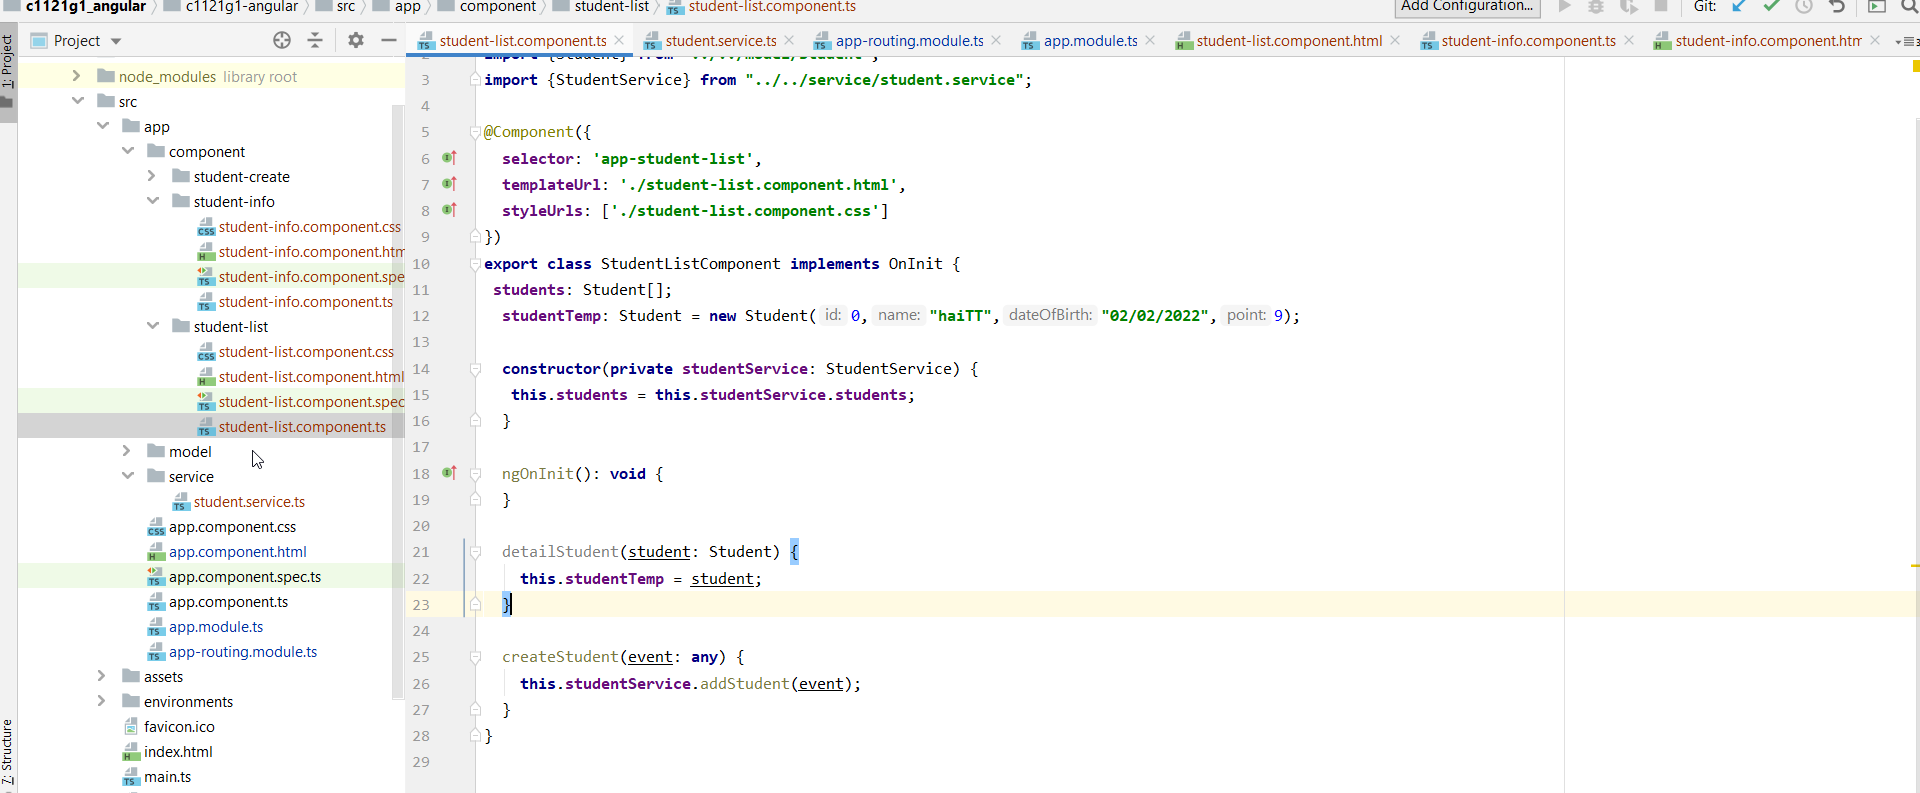 c1121g1_angular c1121g1-angular src app component student-list student-list.component.ts Add Configuration... Git:
1: Project
Project
student-list.component.ts student.service.ts app-routing.module.ts app.module.ts student-list.component.html student-info.component.ts student-info.component.htm
node_modules library root
src
app
component
student-create
student-info
student-info.component.css
student-info.component.htm
student-info.component.spe
student-info.component.ts
student-list
student-list.component.css
student-list.component.html
student-list.component.spec
student-list.component.ts
model
service
student.service.ts
app.component.css
app.component.html
app.component.spec.ts
app.component.ts
app.module.ts
app-routing.module.ts
assets
environments
favicon.ico
index.html
main.ts
7: Structure
2 import {Student} from "../../model/student";
3 import {StudentService} from "../../service/student.service";
4
5 @Component({
6 selector: 'app-student-list',
7 templateUrl: './student-list.component.html',
8 styleUrls: ['./student-list.component.css']
9 })
10 export class StudentListComponent implements OnInit {
11 students: Student[];
12 studentTemp: Student = new Student( id: 0, name: "haiTT", dateOfBirth: "02/02/2022", point: 9);
13
14 constructor(private studentService: StudentService) {
15 this.students = this.studentService.students;
16 }
17
18 ngOnInit(): void {
19 }
20
21 detailStudent(student: Student) {
22 this.studentTemp = student;
23 }
24
25 createStudent(event: any) {
26 this.studentService.addStudent(event);
27 }
28 }
29